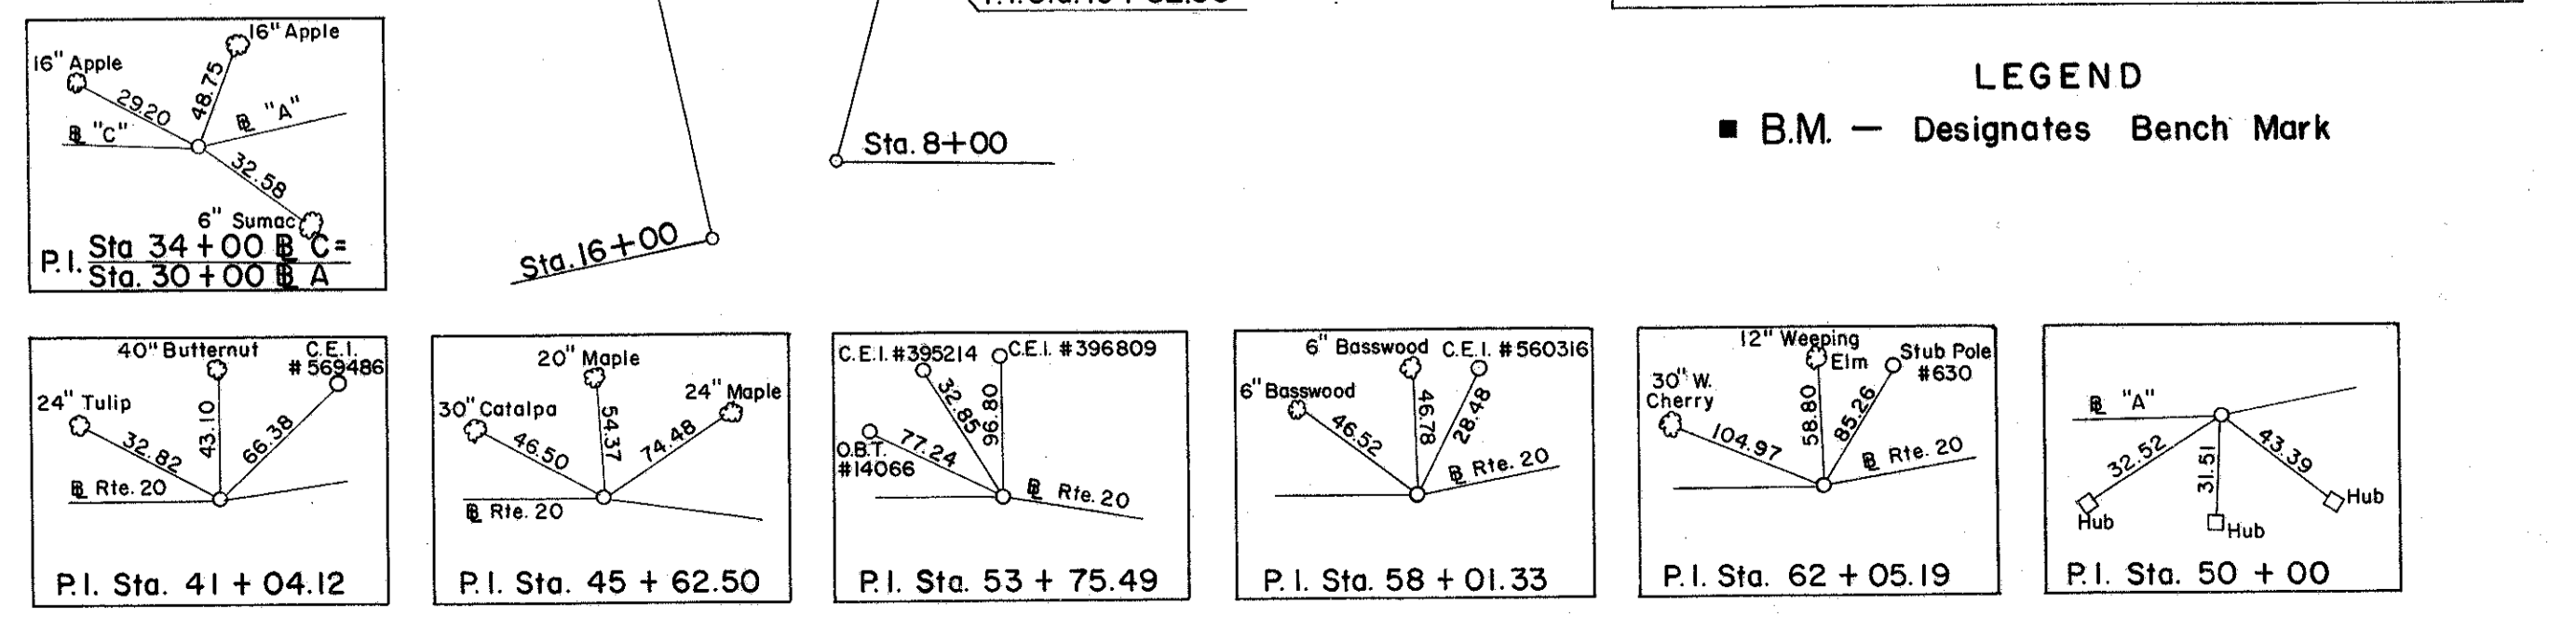 16" Apple
16" Apple
29.20
48.75
℄ "C"
℄ "A"
32.58
6" Sumac
P.I. Sta 34+00 ℄ C=
Sta. 30+00 ℄ A
Sta. 16+00
Sta. 8+00
LEGEND
■ B.M. — Designates Bench Mark
40" Butternut
C.E.I.
#569486
24" Tulip
32.82
43.10
66.38
℄ Rte. 20
P.I. Sta. 41 + 04.12
20" Maple
24" Maple
30" Catalpa
46.50
54.37
74.48
℄ Rte. 20
P.I. Sta. 45 + 62.50
C.E.I. #395214
C.E.I. #396809
O.B.T.
#14066
77.24
32.85
96.80
℄ Rte. 20
P.I. Sta. 53 + 75.49
6" Basswood
C.E.I. #560316
6" Basswood
46.52
46.78
28.48
℄ Rte. 20
P.I. Sta. 58 + 01.33
12" Weeping
Elm
Stub Pole
#630
30" W.
Cherry
104.97
58.80
85.26
℄ Rte. 20
P.I. Sta. 62 + 05.19
℄ "A"
32.52
31.51
43.39
Hub
Hub
Hub
P.I. Sta. 50 + 00